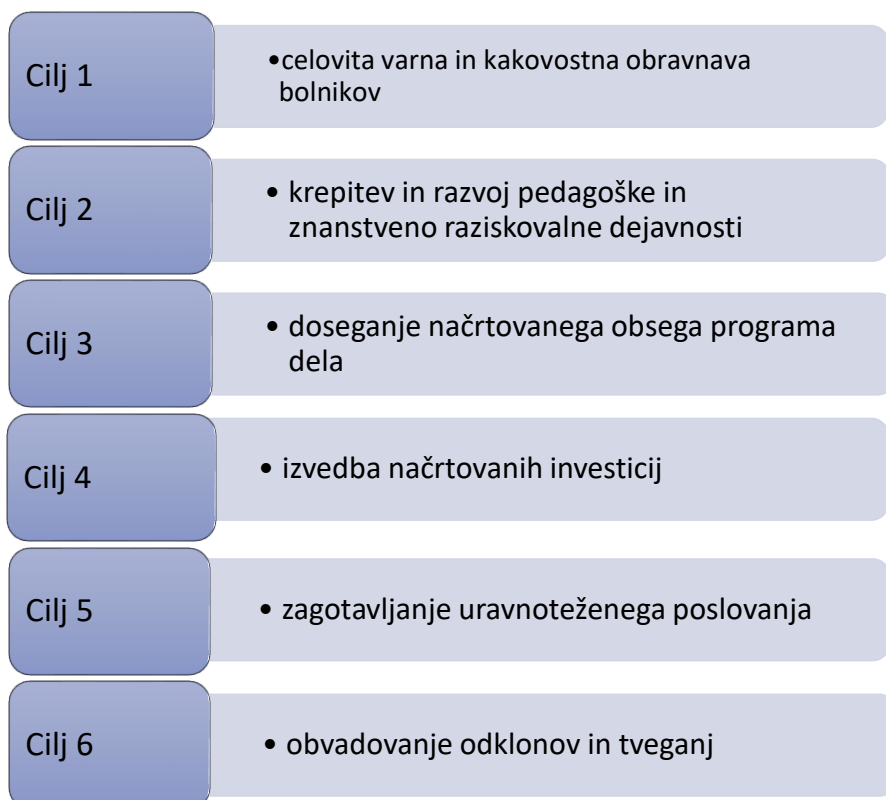 Cilj 1
•celovita varna in kakovostna obravnava
bolnikov
Cilj 2
• krepitev in razvoj pedagoške in
znanstveno raziskovalne dejavnosti
Cilj 3
• doseganje načrtovanega obsega programa
dela
Cilj 4
• izvedba načrtovanih investicij
Cilj 5
• zagotavljanje uravnoteženega poslovanja
Cilj 6
• obvadovanje odklonov in tveganj